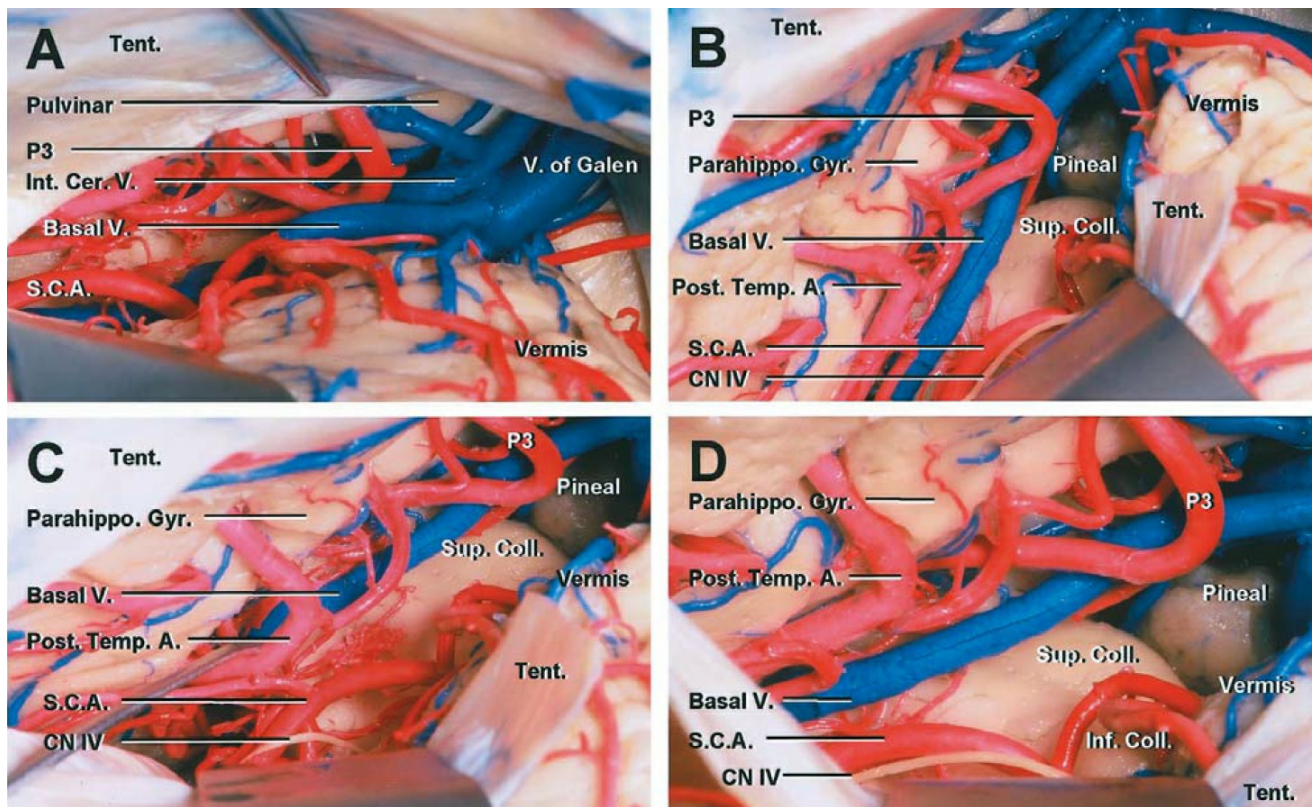 A
Tent.
Pulvinar
P3
Int. Cer. V.
V. of Galen
Basal V.
S.C.A.
Vermis
B
Tent.
P3
Vermis
Parahippo. Gyr.
Pineal
Tent.
Basal V.
Sup. Coll.
Post. Temp. A.
S.C.A.
CN IV
C
Tent.
P3
Pineal
Parahippo. Gyr.
Sup. Coll.
Vermis
Basal V.
Post. Temp. A.
Tent.
S.C.A.
CN IV
D
Parahippo. Gyr.
P3
Post. Temp. A.
Pineal
Sup. Coll.
Basal V.
Vermis
S.C.A.
Inf. Coll.
CN IV
Tent.